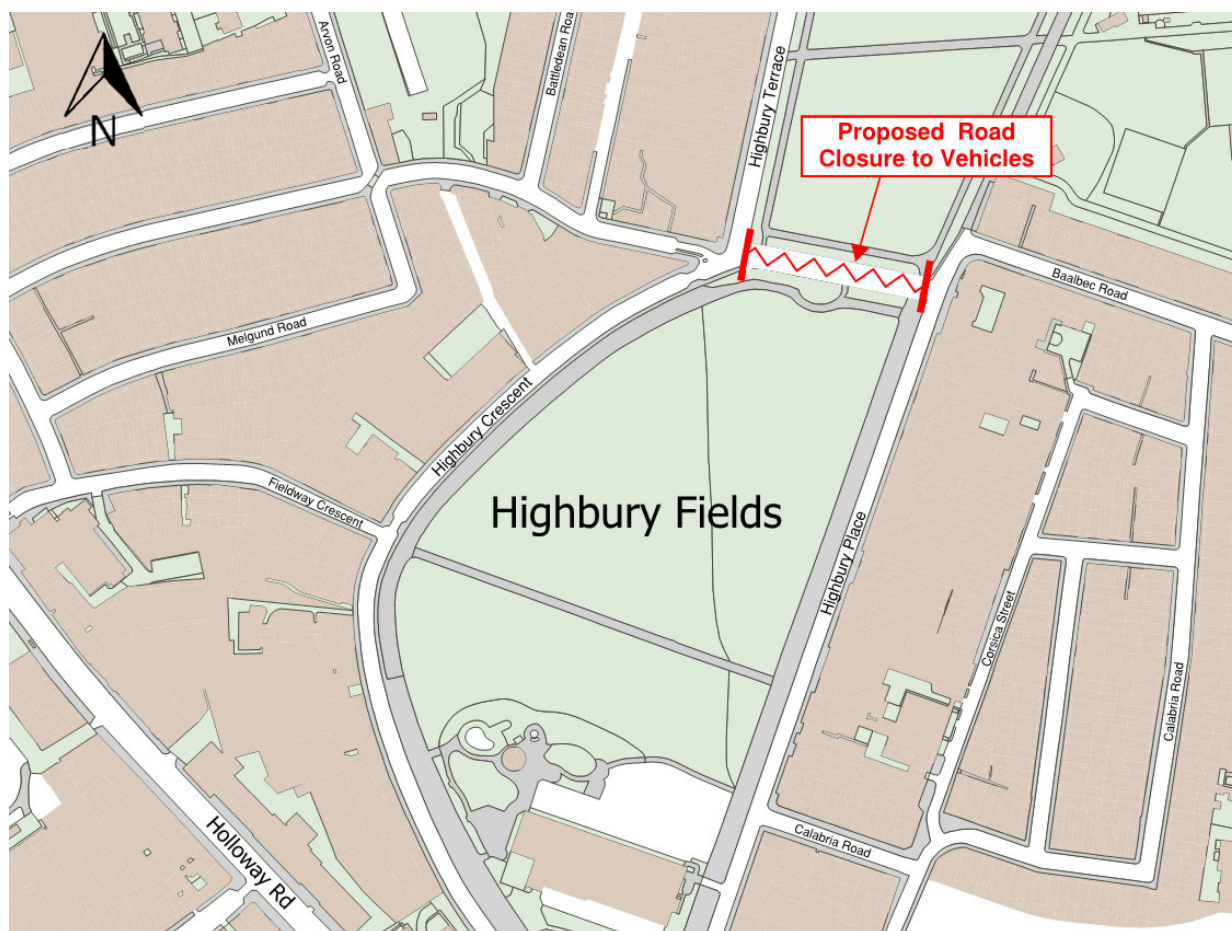 Arvon Road
Battledean Road
Highbury Terrace
N
Proposed Road
Closure to Vehicles
Baalbec Road
Melgund Road
Highbury Crescent
Fieldway Crescent
Highbury Fields
Highbury Place
Corsica Street
Calabria Road
Holloway Rd
Calabria Road